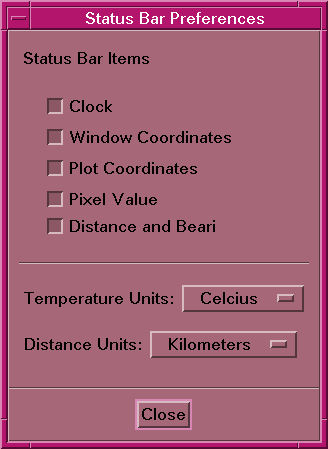 Status Bar Preferences
Status Bar Items
Clock
Window Coordinates
Plot Coordinates
Pixel Value
Distance and Beari
Temperature Units: Celcius
Distance Units: Kilometers
Close